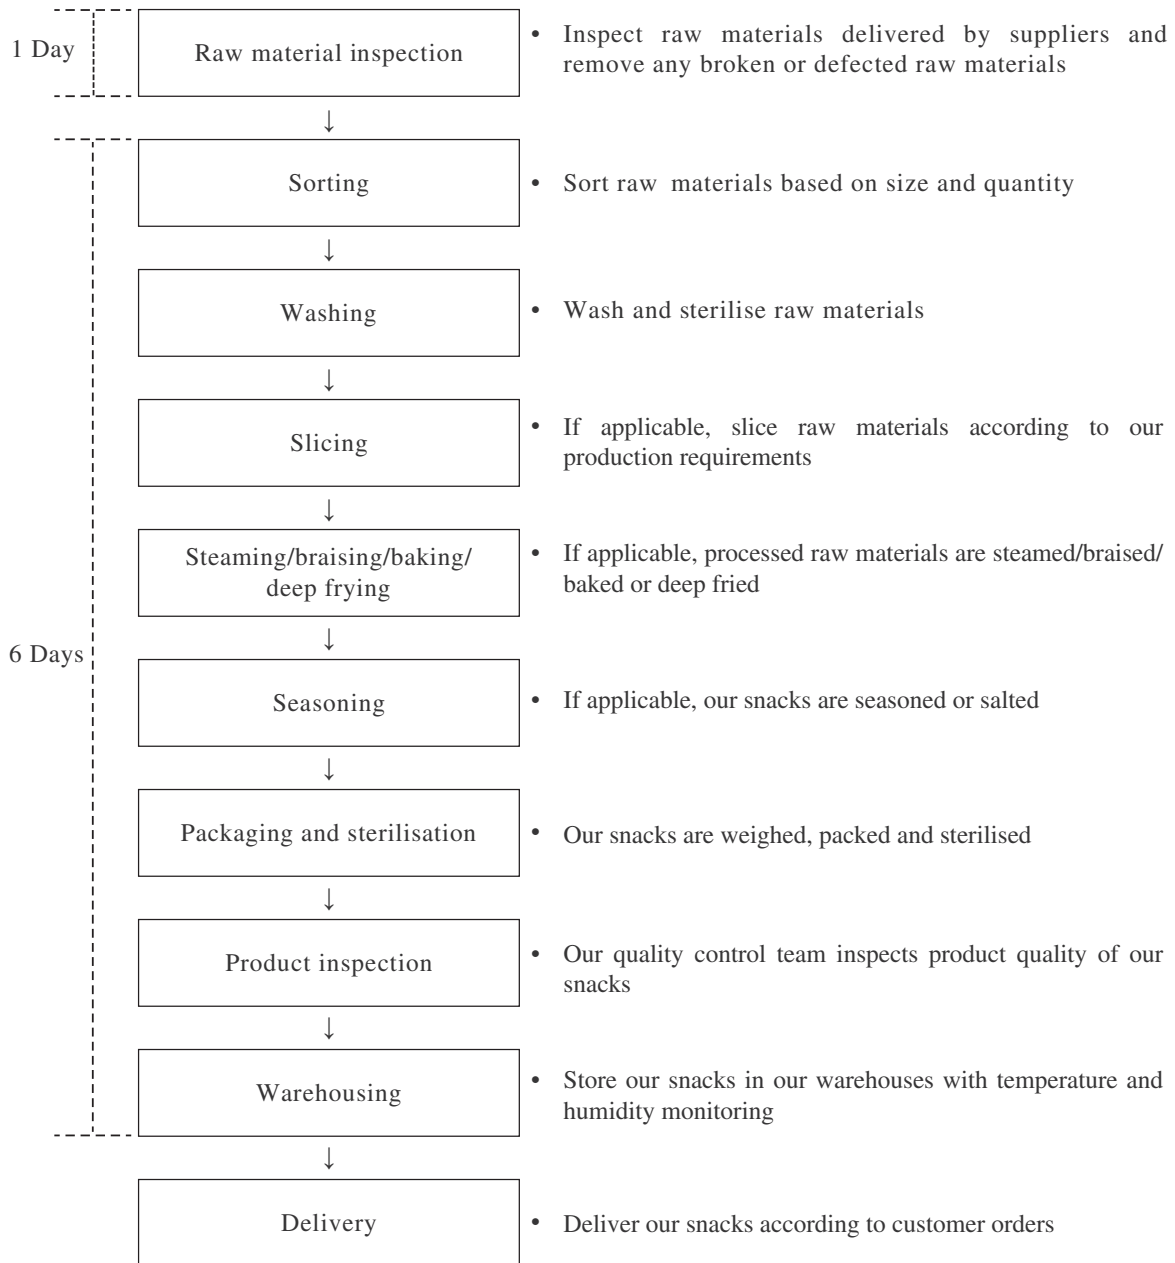 1 Day
Raw material inspection
• Inspect raw materials delivered by suppliers and
remove any broken or defected raw materials
↓
Sorting
• Sort raw materials based on size and quantity
↓
Washing
• Wash and sterilise raw materials
↓
Slicing
• If applicable, slice raw materials according to our
production requirements
↓
Steaming/braising/baking/
deep frying
• If applicable, processed raw materials are steamed/braised/
baked or deep fried
↓
6 Days
Seasoning
• If applicable, our snacks are seasoned or salted
↓
Packaging and sterilisation
• Our snacks are weighed, packed and sterilised
↓
Product inspection
• Our quality control team inspects product quality of our
snacks
↓
Warehousing
• Store our snacks in our warehouses with temperature and
humidity monitoring
↓
Delivery
• Deliver our snacks according to customer orders